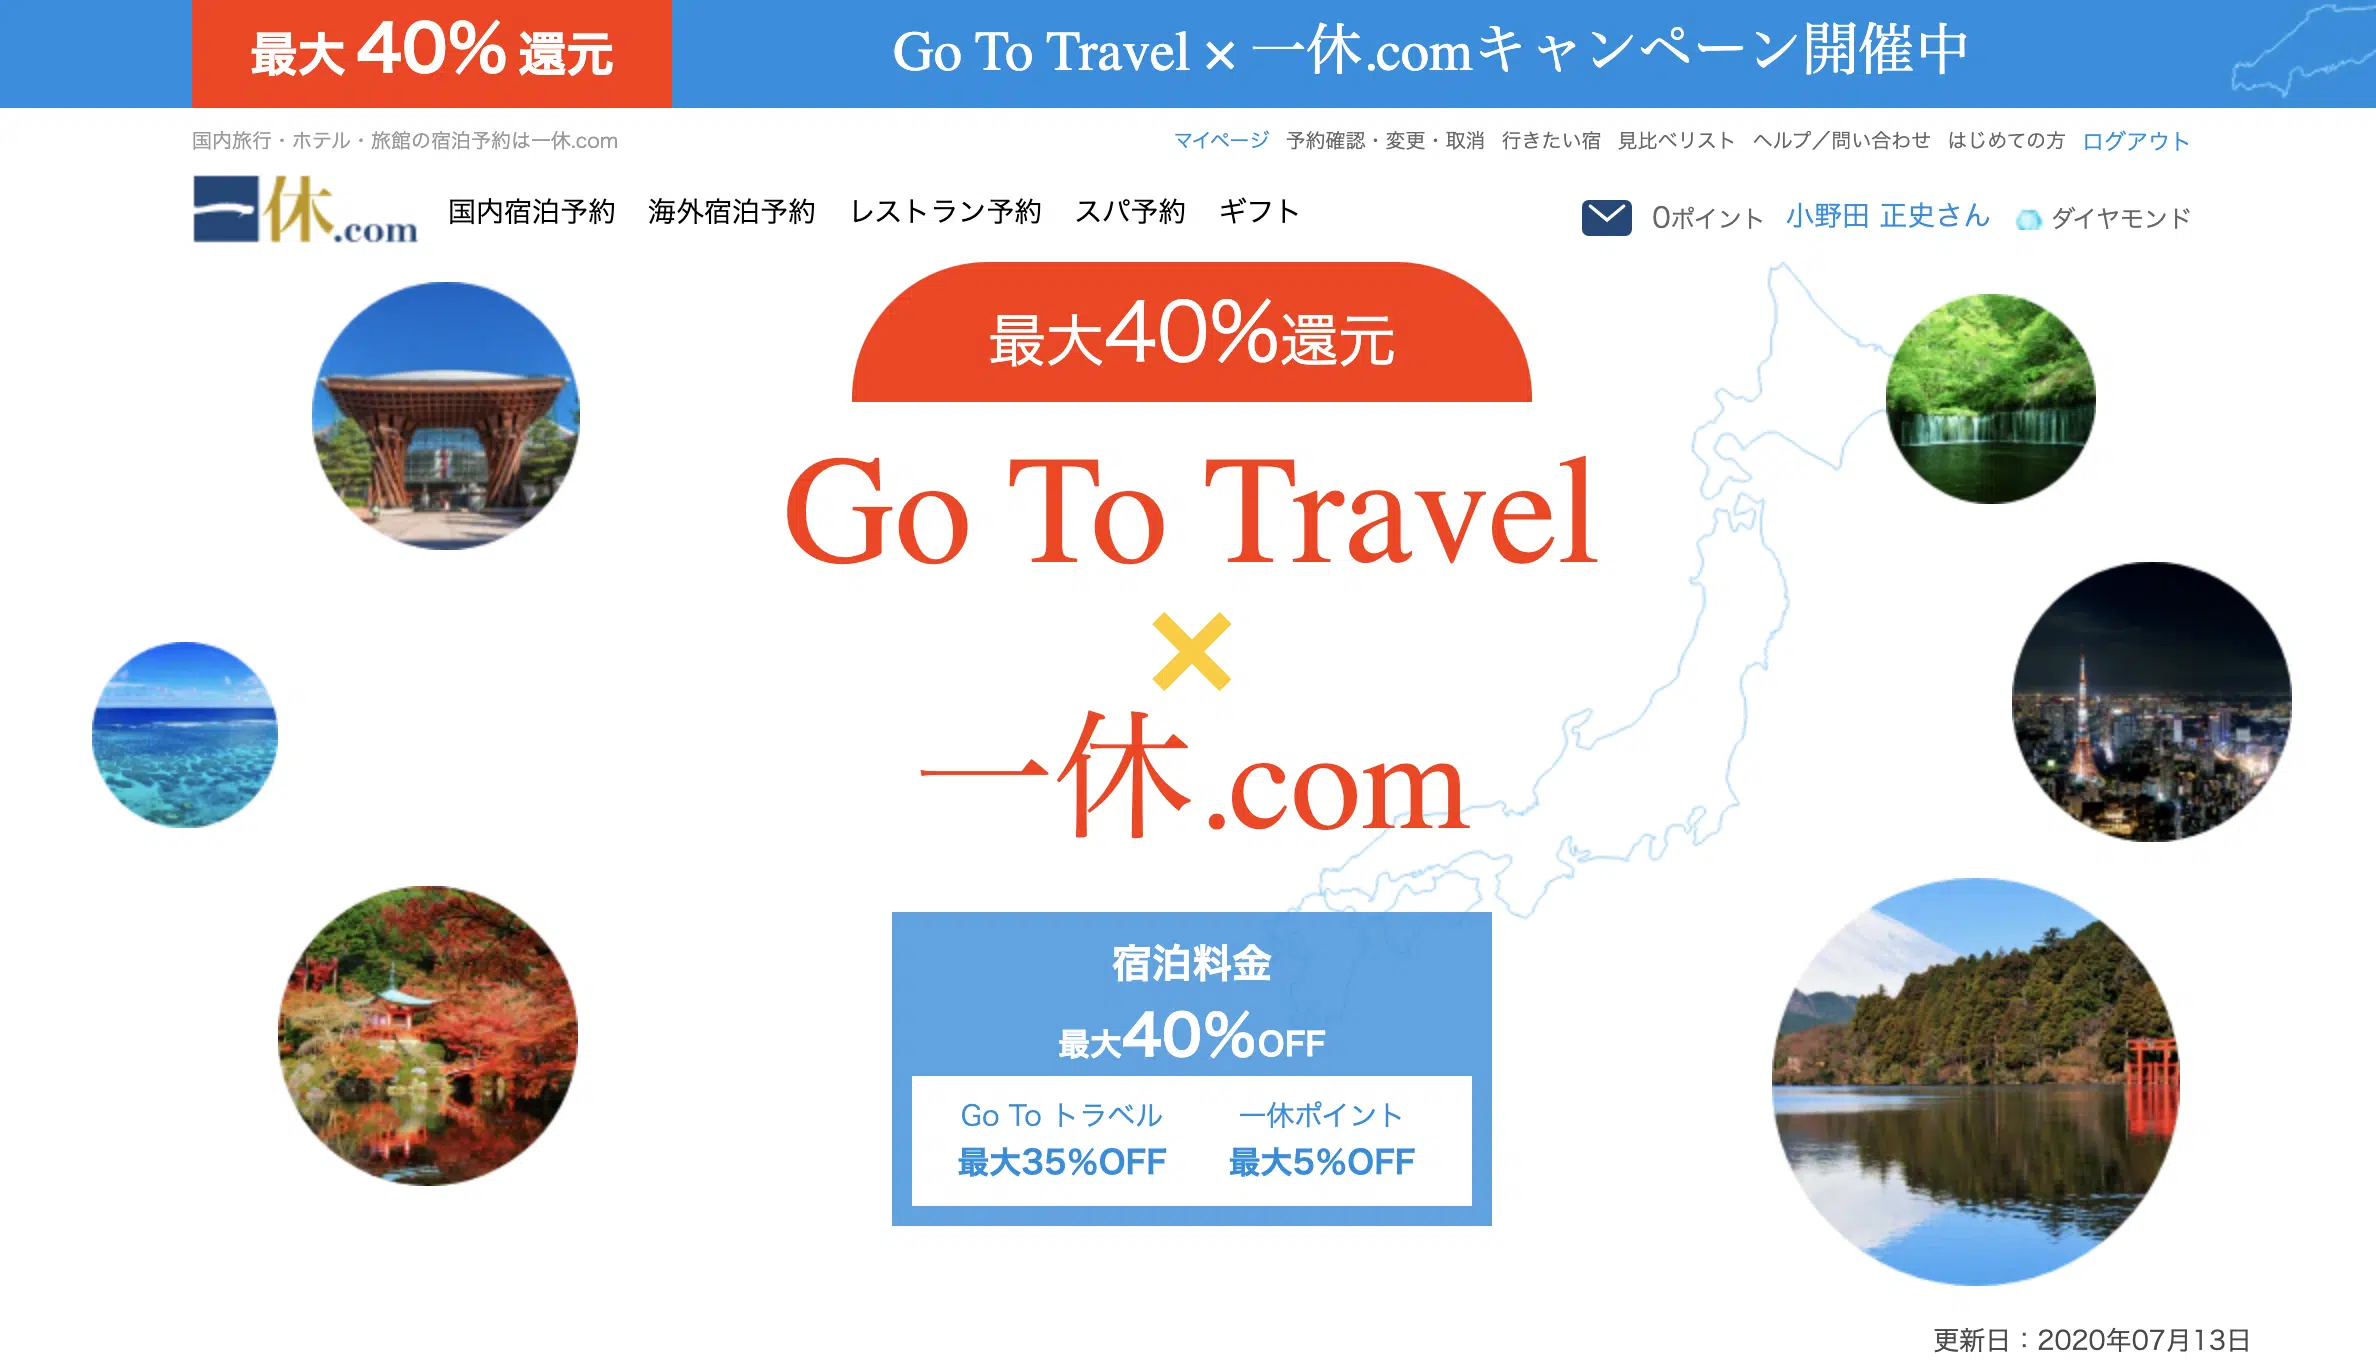 最大 40% 還元
Go To Travel × 一休.comキャンペーン開催中
国内旅行・ホテル・旅館の宿泊予約は一休.com
マイページ 予約確認・変更・取消 行きたい宿 見比べリスト ヘルプ／問い合わせ はじめての方 ログアウト
一休.com 国内宿泊予約 海外宿泊予約 レストラン予約 スパ予約 ギフト
0ポイント 小野田 正史さん ダイヤモンド
最大40%還元
Go To Travel
×
一休.com
宿泊料金
最大40%OFF
Go To トラベル 一休ポイント
最大35%OFF 最大5%OFF
更新日：2020年07月13日